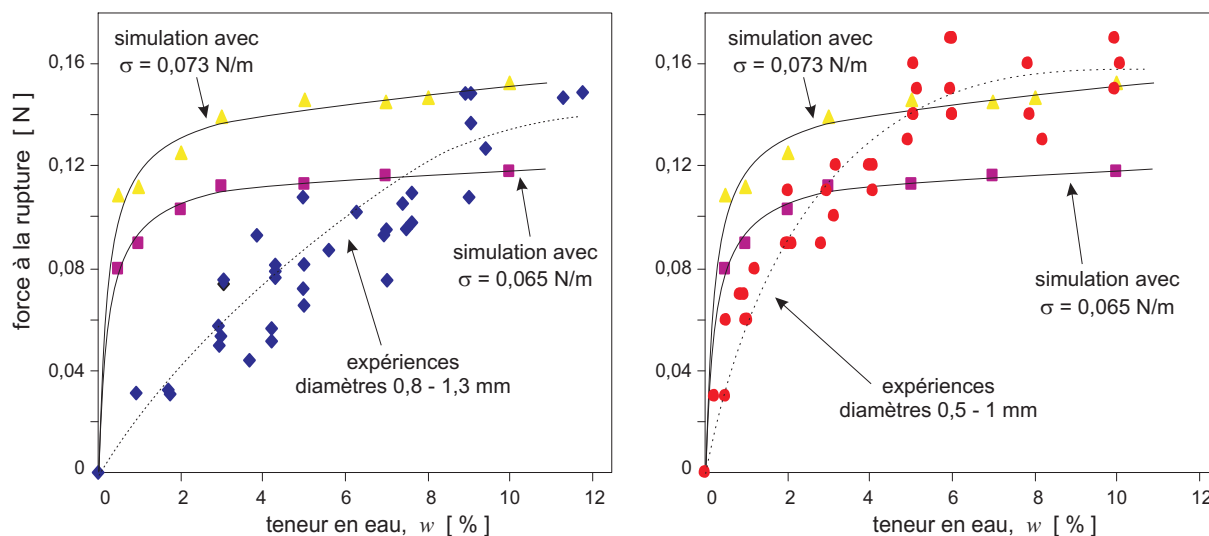 force à la rupture [ N ]
0,16
0,12
0,08
0,04
0
simulation avec
σ = 0,073 N/m
simulation avec
σ = 0,065 N/m
expériences
diamètres 0,8 - 1,3 mm
0 2 4 6 8 10 12
teneur en eau, w [ % ]
0,16
0,12
0,08
0,04
0
simulation avec
σ = 0,073 N/m
simulation avec
σ = 0,065 N/m
expériences
diamètres 0,5 - 1 mm
0 2 4 6 8 10 12
teneur en eau, w [ % ]